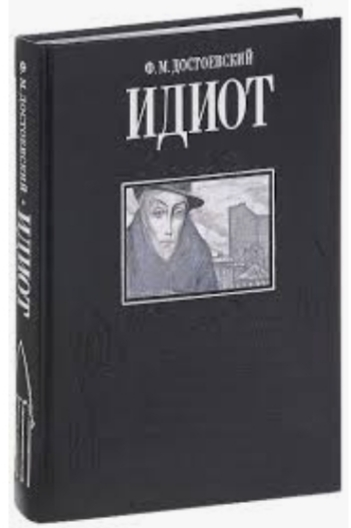 Ф. М. ДОСТОЕВСКИЙ
ИДИОТ
Ф. М. ДОСТОЕВСКИЙ • ИДИОТ